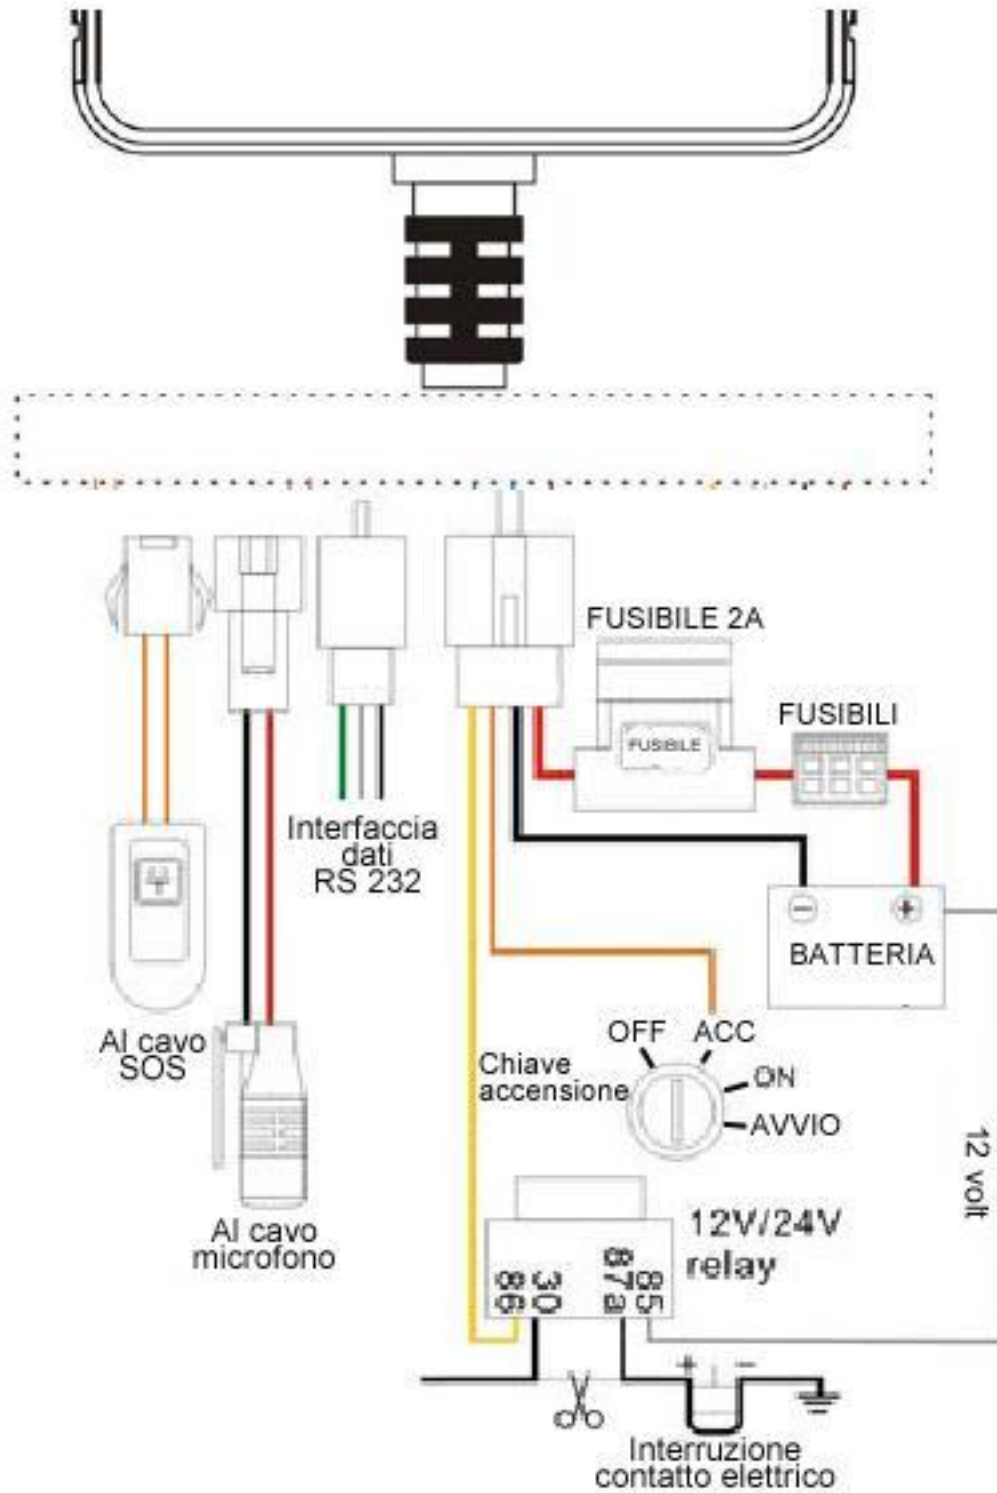 FUSIBILE 2A
FUSIBILI
FUSIBILE
Interfaccia
dati
RS 232
BATTERIA
Al cavo
SOS
OFF
ACC
Chiave
accensione
ON
AVVIO
12 volt
Al cavo
microfono
12V/24V
relay
86
30
87a
85
+
-
Interruzione
contatto elettrico